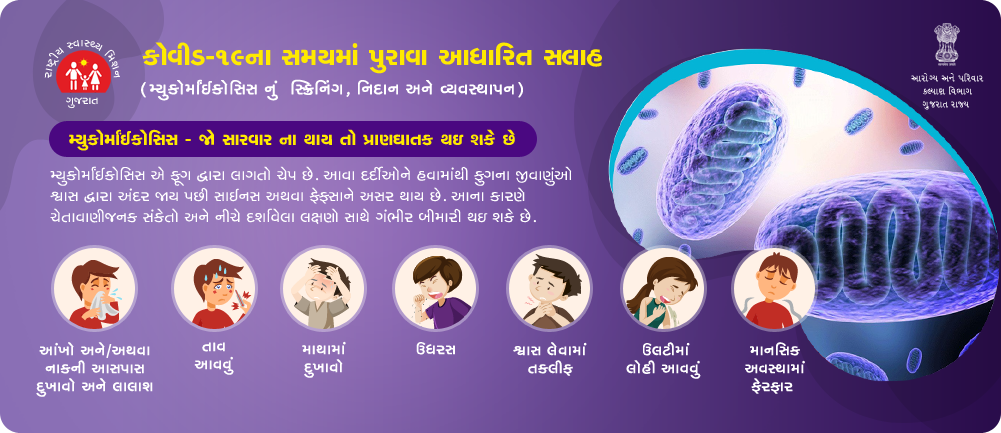 રાષ્ટ્રીય સ્વાસ્થ્ય મિશન
ગુજરાત
કોવીડ-૧૯ના સમયમાં પુરાવા આધારિત સલાહ
(મ્યુકોર્માઈકોસિસ નું સ્ક્રિનિંગ, નિદાન અને વ્યવસ્થાપન)
આરોગ્ય અને પરિવાર
કલ્યાણ વિભાગ
ગુજરાત રાજ્ય
મ્યુકોર્માઈકોસિસ - જો સારવાર ના થાય તો પ્રાણઘાતક થઇ શકે છે
મ્યુકોર્માઈકોસિસ એ ફૂગ દ્વારા લાગતો ચેપ છે. આવા દર્દીઓને હવામાંથી ફુગના જીવાણુંઓ
શ્વાસ દ્વારા અંદર જાય પછી સાઈનસ અથવા ફેફસાને અસર થાય છે. આના કારણે
ચેતાવાણીજનક સંકેતો અને નીચે દર્શાવેલા લક્ષણો સાથે ગંભીર બીમારી થઇ શકે છે.
આંખો અને/અથવા
નાકની આસપાસ
દુખાવો અને લાલાશ
તાવ
આવવું
માથામાં
દુખાવો
ઉધરસ
શ્વાસ લેવામાં
તકલીફ
ઉલટીમાં
લોહી આવવું
માનસિક
અવસ્થામાં
ફેરફાર